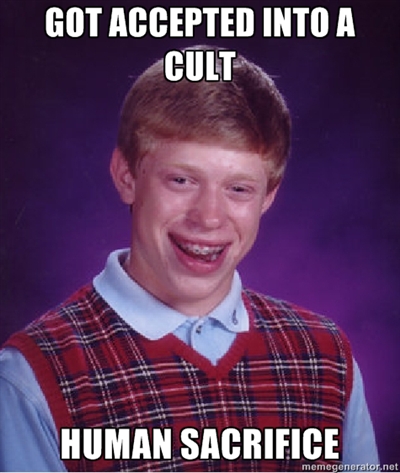 GOT ACCEPTED INTO A
CULT
HUMAN SACRIFICE
memegenerator.net